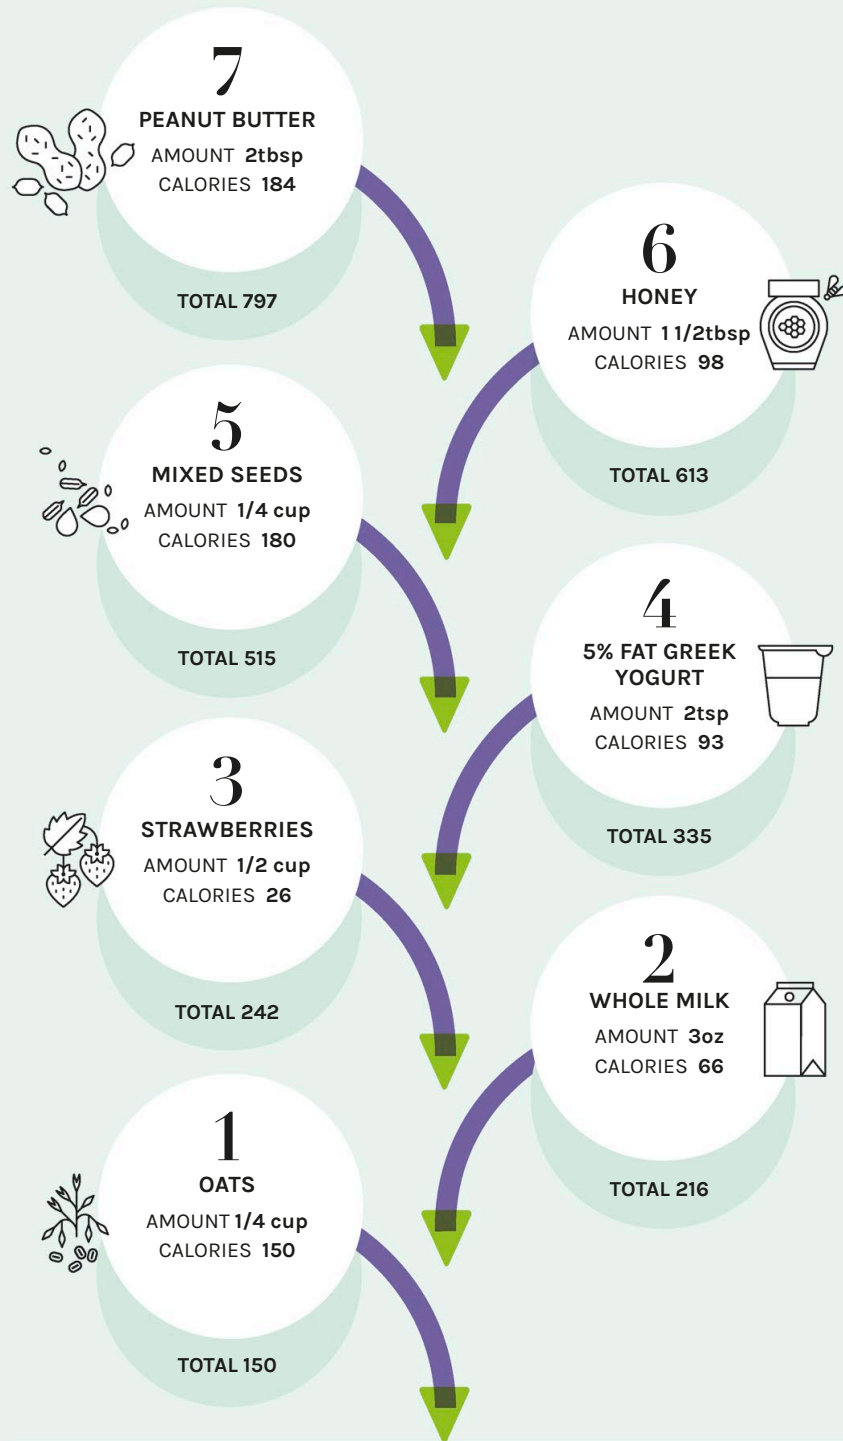 7
PEANUT BUTTER
AMOUNT 2tbsp
CALORIES 184
TOTAL 797
6
HONEY
AMOUNT 1 1/2tbsp
CALORIES 98
TOTAL 613
5
MIXED SEEDS
AMOUNT 1/4 cup
CALORIES 180
TOTAL 515
4
5% FAT GREEK
YOGURT
AMOUNT 2tsp
CALORIES 93
TOTAL 335
3
STRAWBERRIES
AMOUNT 1/2 cup
CALORIES 26
TOTAL 242
2
WHOLE MILK
AMOUNT 3oz
CALORIES 66
TOTAL 216
1
OATS
AMOUNT 1/4 cup
CALORIES 150
TOTAL 150